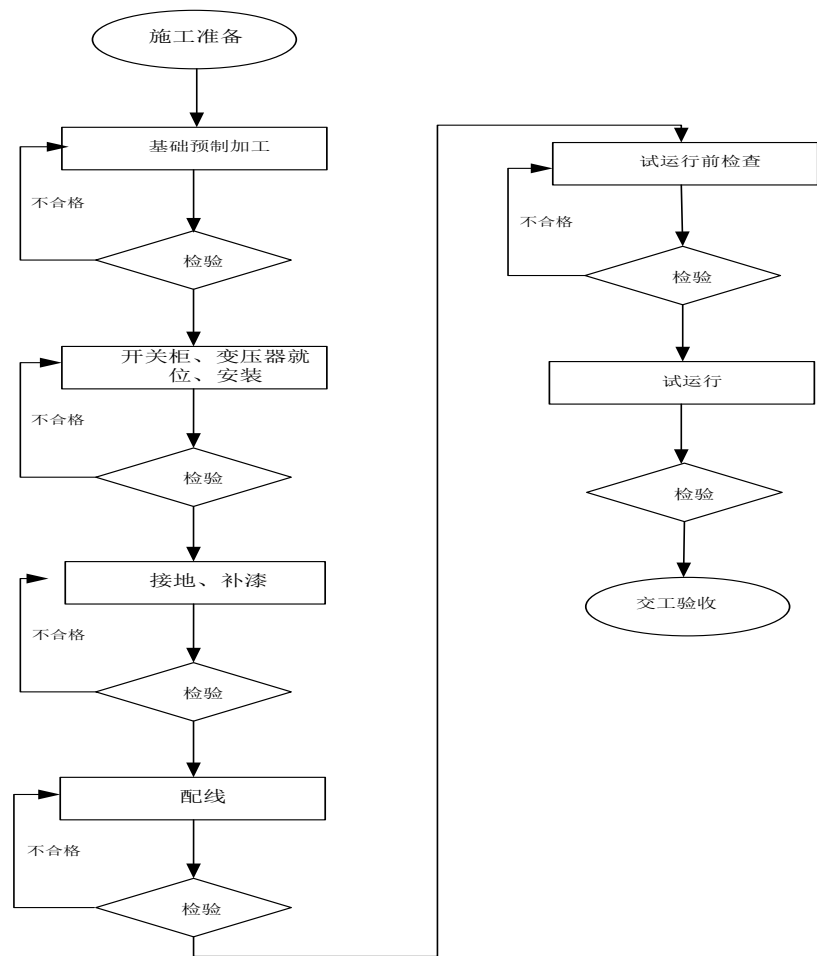 施工准备
基础预制加工
不合格
检验
开关柜、变压器就
位、安装
不合格
检验
接地、补漆
不合格
检验
配线
不合格
检验
试运行前检查
不合格
检验
试运行
检验
交工验收